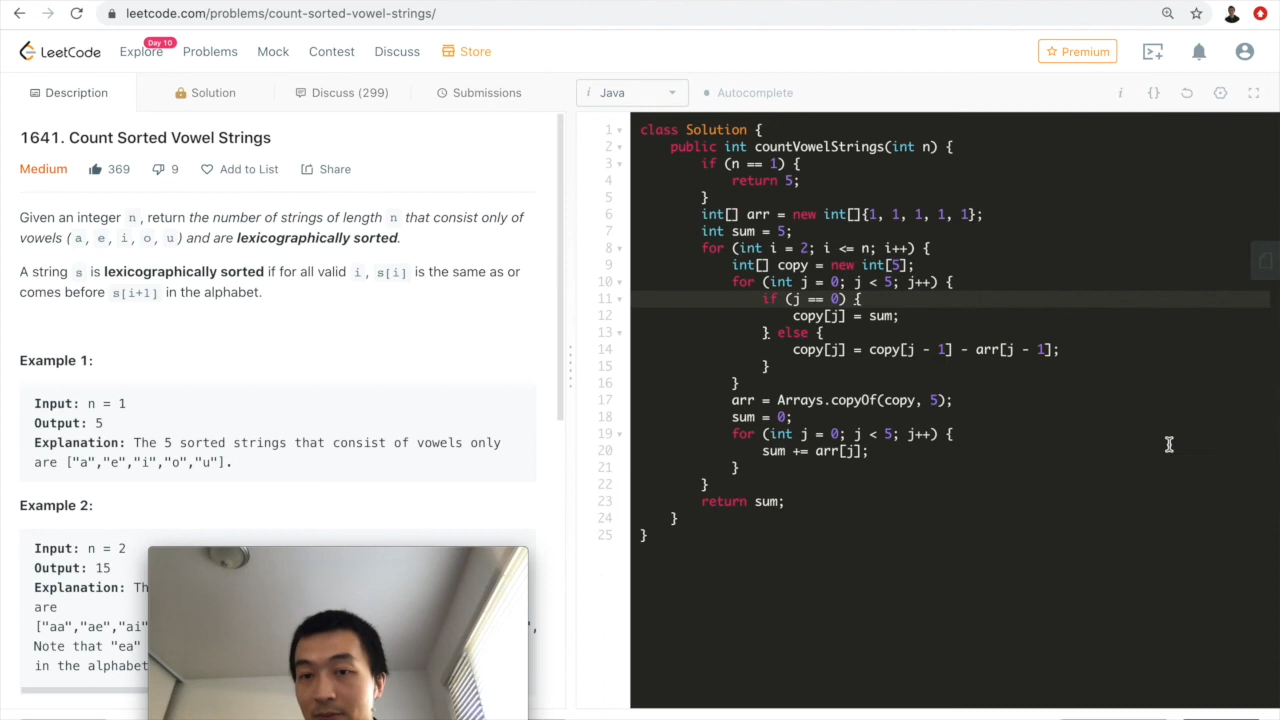 leetcode.com/problems/count-sorted-vowel-strings/
LeetCode
Explore
Day 10
Problems
Mock
Contest
Discuss
Store
Premium
Description
Solution
Discuss (299)
Submissions
i Java
Autocomplete
i
{}
1641. Count Sorted Vowel Strings
Medium
369
9
Add to List
Share
Given an integer n, return the number of strings of length n that consist only of
vowels (a, e, i, o, u) and are lexicographically sorted.
A string s is lexicographically sorted if for all valid i, s[i] is the same as or
comes before s[i+1] in the alphabet.
Example 1:
Input: n = 1
Output: 5
Explanation: The 5 sorted strings that consist of vowels only
are ["a","e","i","o","u"].
Example 2:
Input: n = 2
Output: 15
Explanation: Th
are
["aa","ae","ai"
",
Note that "ea"
in the alphabet
1 class Solution {
2 public int countVowelStrings(int n) {
3 if (n == 1) {
4 return 5;
5 }
6 int[] arr = new int[]{1, 1, 1, 1, 1};
7 int sum = 5;
8 for (int i = 2; i <= n; i++) {
9 int[] copy = new int[5];
10 for (int j = 0; j < 5; j++) {
11 if (j == 0) {
12 copy[j] = sum;
13 } else {
14 copy[j] = copy[j - 1] - arr[j - 1];
15 }
16 }
17 arr = Arrays.copyOf(copy, 5);
18 sum = 0;
19 for (int j = 0; j < 5; j++) {
20 sum += arr[j];
21 }
22 }
23 return sum;
24 }
25 }